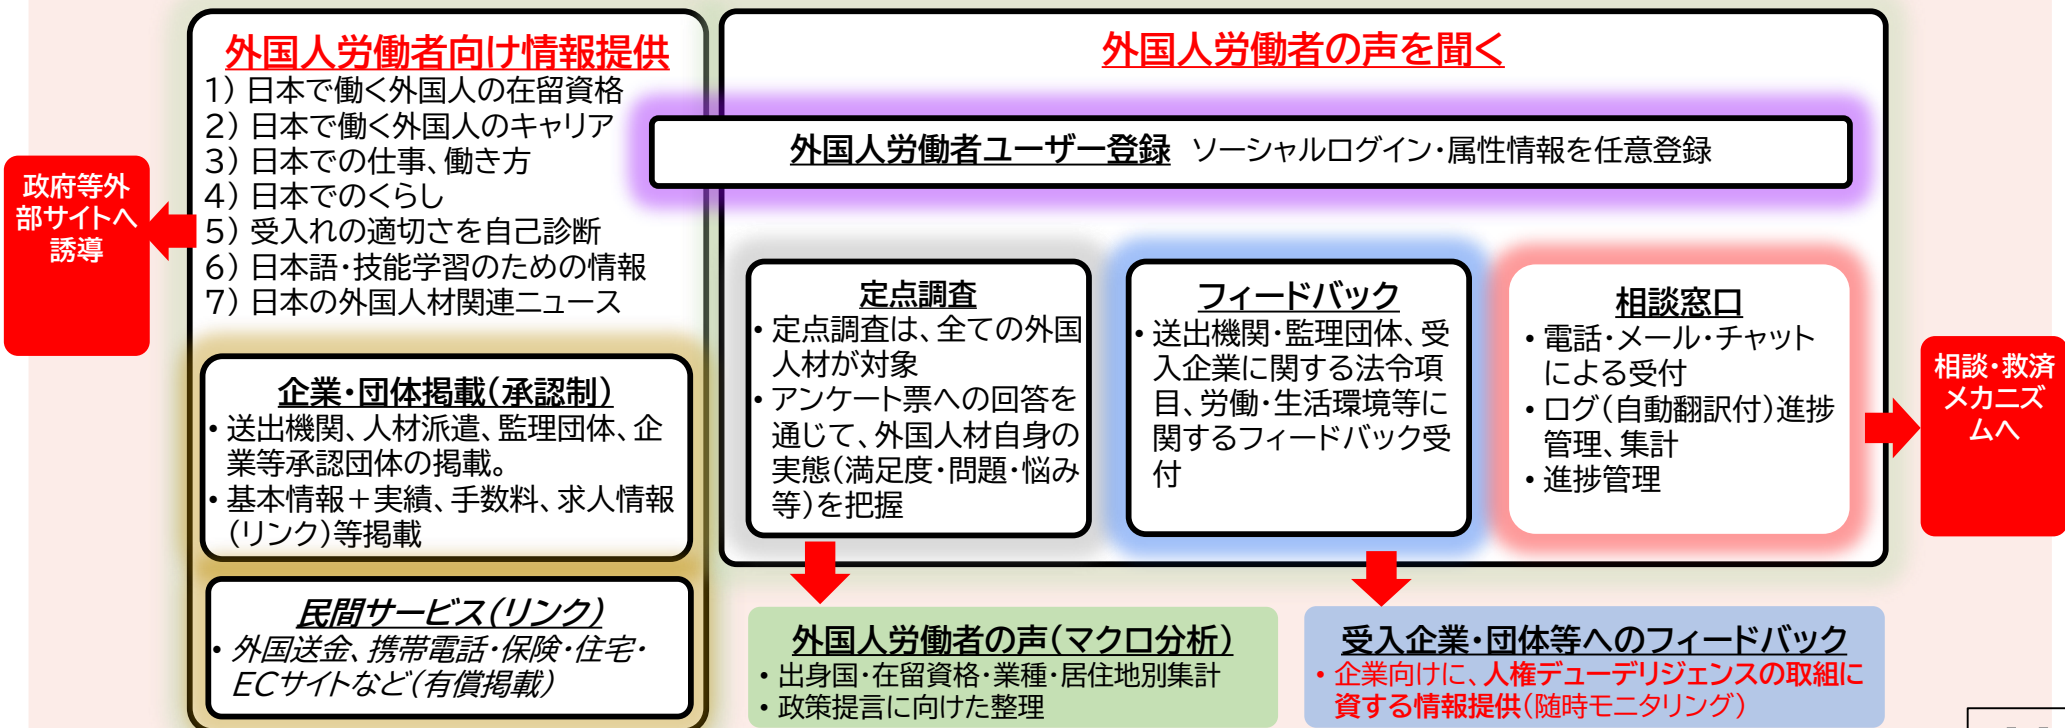 外国人労働者向け情報提供
1）日本で働く外国人の在留資格
2）日本で働く外国人のキャリア
3）日本での仕事、働き方
4）日本でのくらし
5）受入れの適切さを自己診断
6）日本語・技能学習のための情報
7）日本の外国人材関連ニュース
政府等外
部サイトへ
誘導
企業・団体掲載（承認制）
・送出機関、人材派遣、監理団体、企
業等承認団体の掲載。
・基本情報＋実績、手数料、求人情報
（リンク）等掲載
民間サービス（リンク）
・外国送金、携帯電話・保険・住宅・
ECサイトなど（有償掲載）
外国人労働者の声を聞く
外国人労働者ユーザー登録　ソーシャルログイン・属性情報を任意登録
定点調査
・定点調査は、全ての外国
人材が対象
・アンケート票への回答を
通じて、外国人材自身の
実態（満足度・問題・悩み
等）を把握
フィードバック
・送出機関・監理団体、受
入企業に関する法令項
目、労働・生活環境等に
関するフィードバック受
付
相談窓口
・電話・メール・チャット
による受付
・ログ（自動翻訳付）進捗
管理、集計
・進捗管理
相談・救済
メカニズ
ムへ
外国人労働者の声（マクロ分析）
・出身国・在留資格・業種・居住地別集計
・政策提言に向けた整理
受入企業・団体等へのフィードバック
・企業向けに、人権デューデリジェンスの取組に
資する情報提供（随時モニタリング）